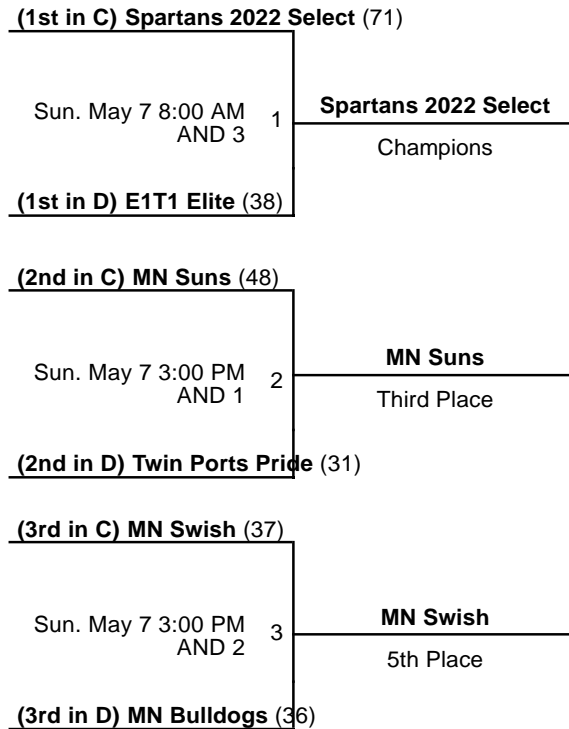 (1st in C) Spartans 2022 Select (71)
Sun. May 7 8:00 AM
AND 3
1
Spartans 2022 Select
Champions
(1st in D) E1T1 Elite (38)
(2nd in C) MN Suns (48)
Sun. May 7 3:00 PM
AND 1
2
MN Suns
Third Place
(2nd in D) Twin Ports Pride (31)
(3rd in C) MN Swish (37)
Sun. May 7 3:00 PM
AND 2
3
MN Swish
5th Place
(3rd in D) MN Bulldogs (36)